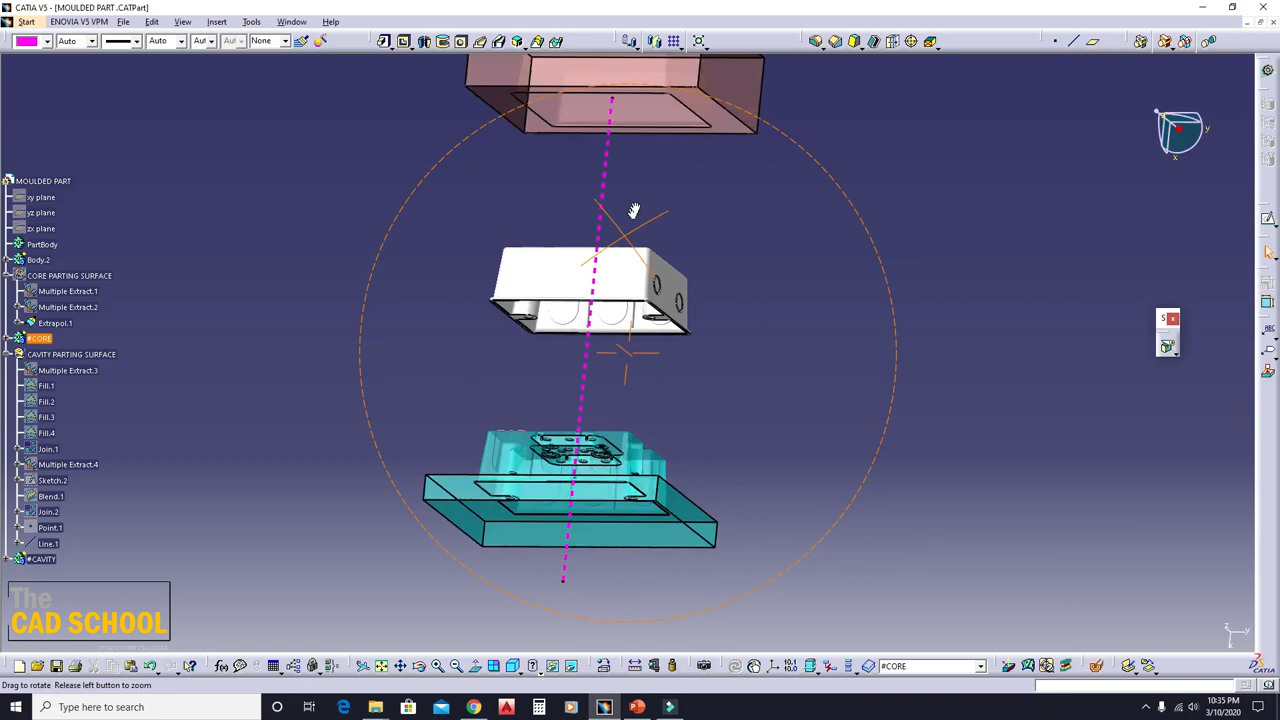 CATIA V5 - [MOULDED PART.CATPart]
Start ENOVIA V5 VPM File Edit View Insert Tools Window Help
Auto Auto Aut Aut None
S
y
x
MOULDED PART
xy plane
yz plane
zx plane
PartBody
Body.2
CORE PARTING SURFACE
Multiple Extract.1
Multiple Extract.2
Extrapol.1
#CORE
CAVITY PARTING SURFACE
Multiple Extract.3
Fill.1
Fill.2
Fill.3
Fill.4
Join.1
Multiple Extract.4
Sketch.2
Blend.1
Join.2
Point.1
Line.1
#CAVITY
The
CAD SCHOOL
z
y
#CORE
CATIA
Drag to rotate Release left button to zoom
Type here to search
10:35 PM
3/10/2020